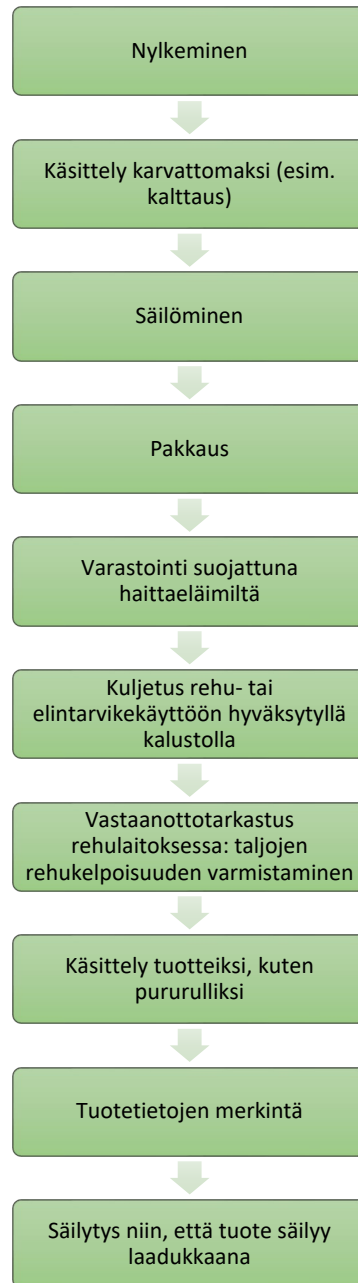 Nylkeminen
Käsittely karvattomaksi (esim.
kalttaus)
Säilöminen
Pakkaus
Varastointi suojattuna
haittaeläimiltä
Kuljetus rehu- tai
elintarvikekäyttöön hyväksytyllä
kalustolla
Vastaanottotarkastus
rehulaitoksessa: taljojen
rehukelpoisuuden varmistaminen
Käsittely tuotteiksi, kuten
pururulliksi
Tuotetietojen merkintä
Säilytys niin, että tuote säilyy
laadukkaana